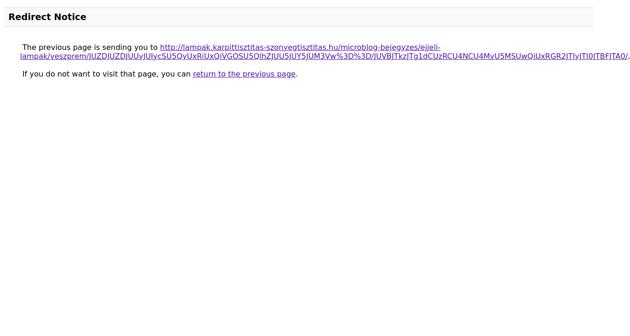 Redirect Notice
The previous page is sending you to http://lampak.karpittisztitas-szonyegtisztitas.hu/microblog-bejegyzes/ejjeli-
lampak/veszprem/JUZDJUZDJUUyJUIycSU5QyUxRiUxQiVGOSU5QlhZJUU5JUY5JUM3Vw%3D%3D/JUVBJTkzJTg1dCUzRCU4NCU4MyU5MSUwQiUxRGR2JTIyJTI0JTBFJTA0/.
If you do not want to visit that page, you can return to the previous page.